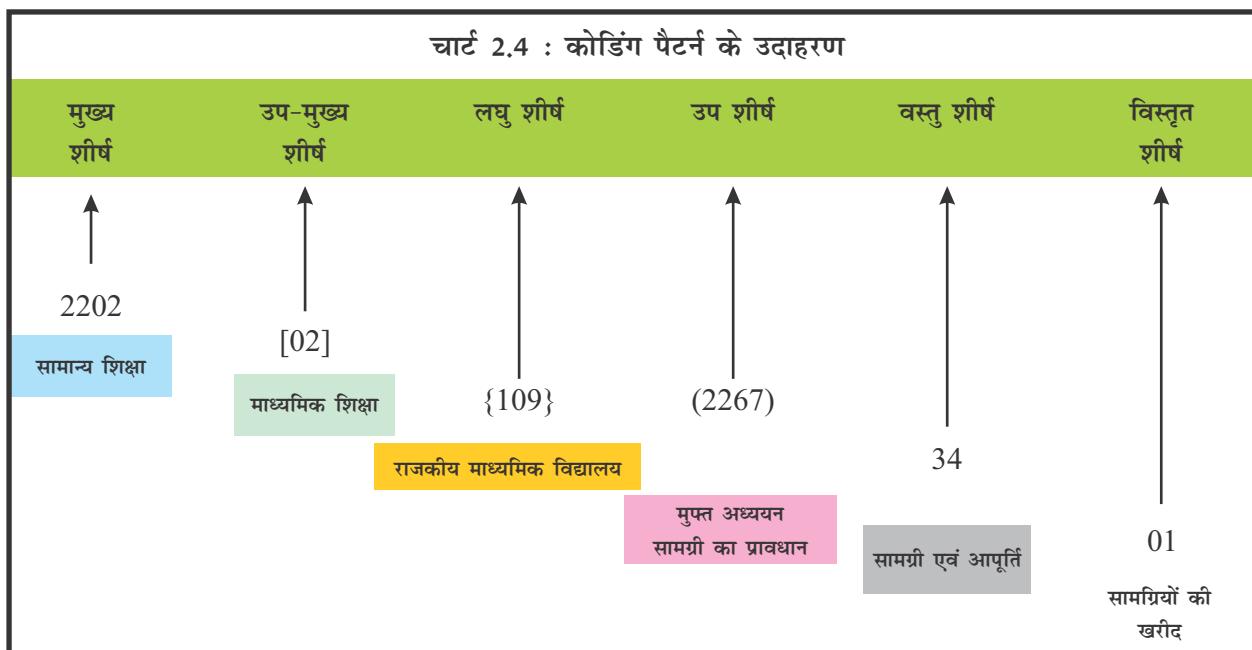 चार्ट 2.4 : कोडिंग पैटर्न के उदाहरण
मुख्य
शीर्ष
उप-मुख्य
शीर्ष
लघु शीर्ष
उप शीर्ष
वस्तु शीर्ष
विस्तृत
शीर्ष
2202
सामान्य शिक्षा
[02]
माध्यमिक शिक्षा
{109}
राजकीय माध्यमिक विद्यालय
(2267)
मुफ्त अध्ययन
सामग्री का प्रावधान
34
सामग्री एवं आपूर्ति
01
सामग्रियों की
खरीद